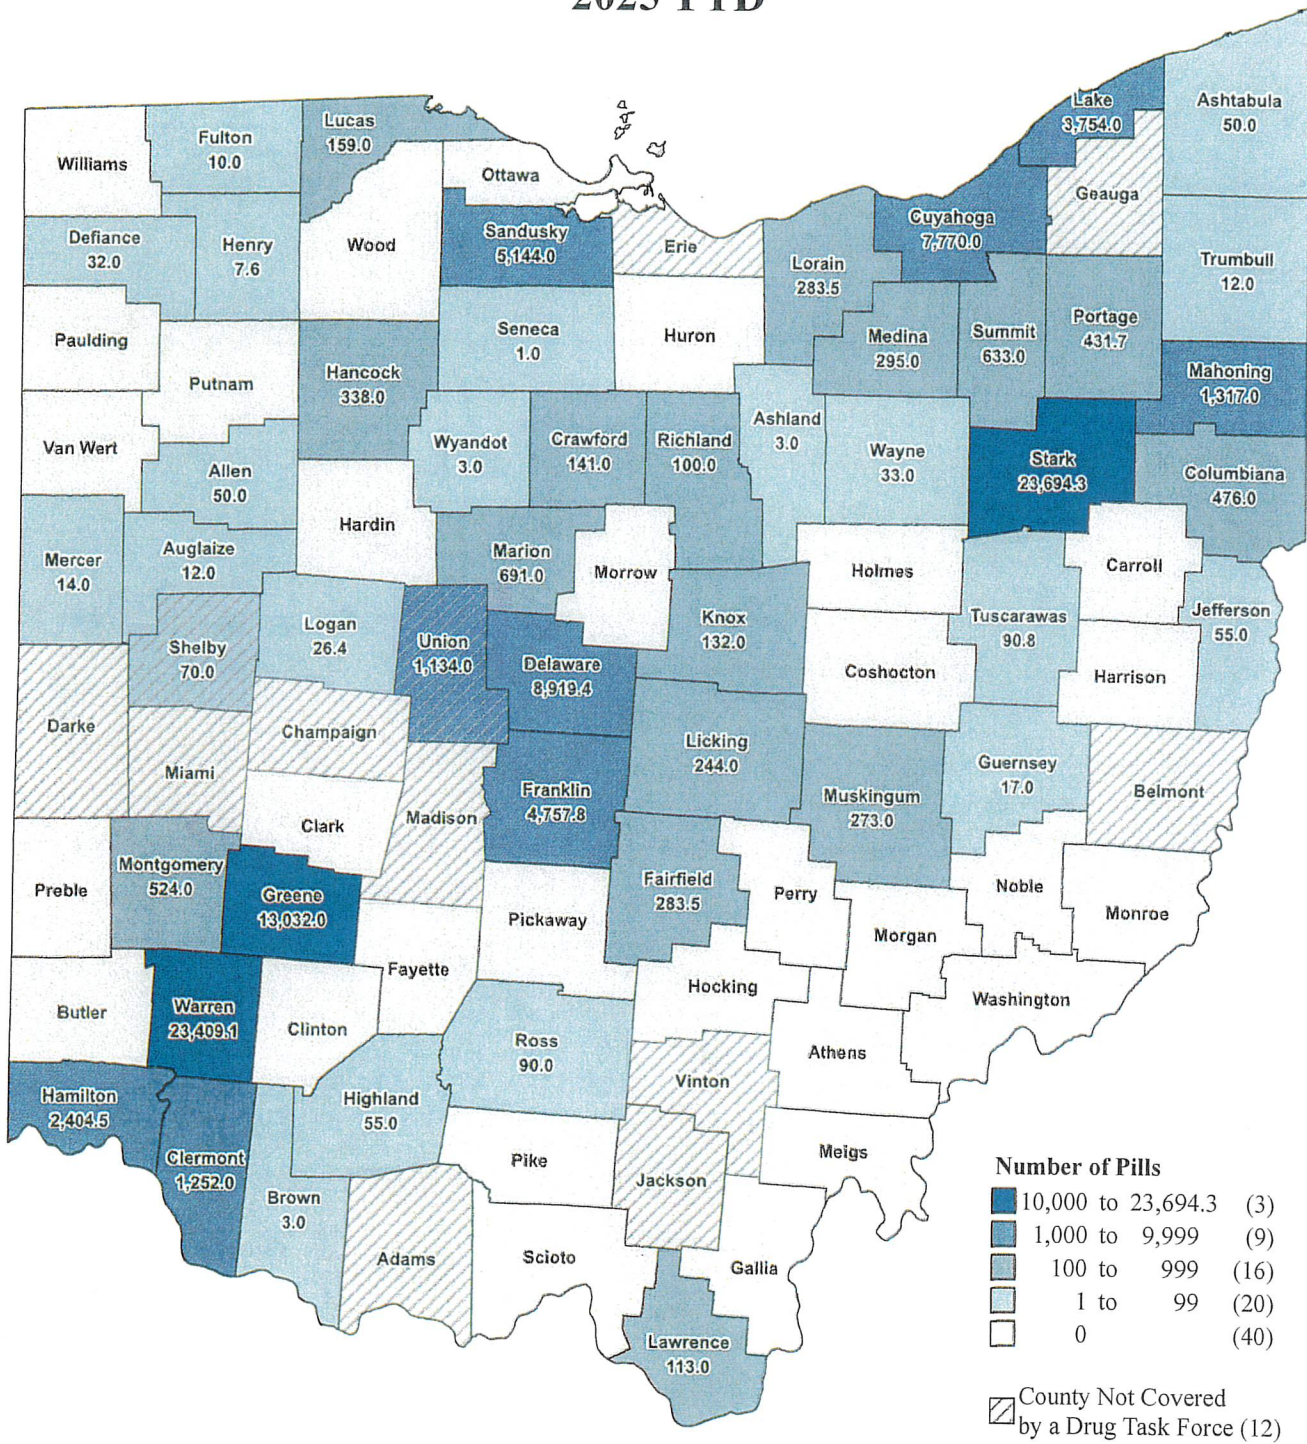 YTD
Lake
3,754.0
Ashtabula
50.0
Williams
Fulton
10.0
Lucas
159.0
Ottawa
Geauga
Defiance
32.0
Henry
7.6
Wood
Sandusky
5,144.0
Erie
Lorain
283.5
Cuyahoga
7,770.0
Trumbull
12.0
Paulding
Putnam
Hancock
338.0
Seneca
1.0
Huron
Medina
295.0
Summit
633.0
Portage
431.7
Mahoning
1,317.0
Van Wert
Allen
50.0
Wyandot
3.0
Crawford
141.0
Richland
100.0
Ashland
3.0
Wayne
33.0
Stark
23,694.3
Columbiana
476.0
Mercer
14.0
Auglaize
12.0
Hardin
Marion
691.0
Morrow
Holmes
Carroll
Shelby
70.0
Logan
26.4
Union
1,134.0
Delaware
8,919.4
Knox
132.0
Coshocton
Tuscarawas
90.8
Harrison
Jefferson
55.0
Darke
Miami
Champaign
Clark
Madison
Franklin
4,757.8
Licking
244.0
Muskingum
273.0
Guernsey
17.0
Belmont
Preble
Montgomery
524.0
Greene
13,032.0
Pickaway
Fairfield
283.5
Perry
Morgan
Noble
Monroe
Butler
Warren
23,409.1
Clinton
Fayette
Ross
90.0
Hocking
Athens
Washington
Hamilton
2,404.5
Clermont
1,252.0
Brown
3.0
Highland
55.0
Pike
Vinton
Jackson
Meigs
Adams
Scioto
Gallia
Lawrence
113.0
Number of Pills
10,000 to 23,694.3 (3)
1,000 to 9,999 (9)
100 to 999 (16)
1 to 99 (20)
0 (40)
County Not Covered
by a Drug Task Force (12)